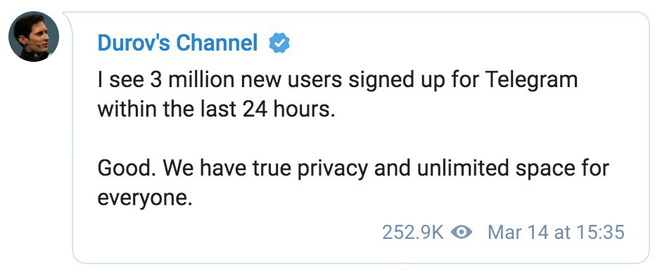 Durov's Channel
I see 3 million new users signed up for Telegram
within the last 24 hours.
Good. We have true privacy and unlimited space for
everyone.
252.9K Mar 14 at 15:35